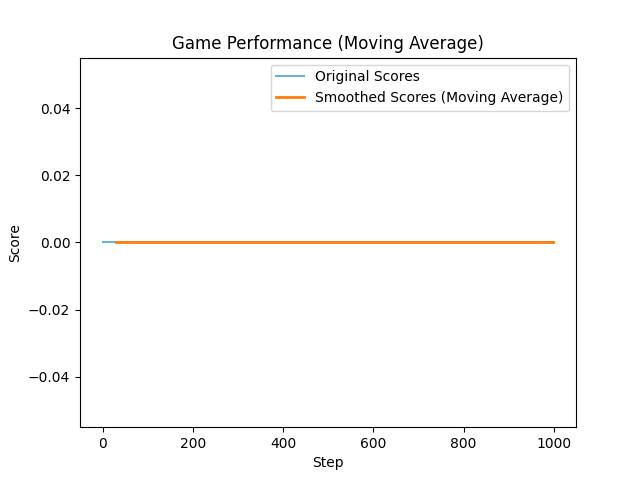 Game Performance (Moving Average)
Original Scores
Smoothed Scores (Moving Average)
0.04
0.02
0.00
−0.02
−0.04
Score
0 200 400 600 800 1000
Step